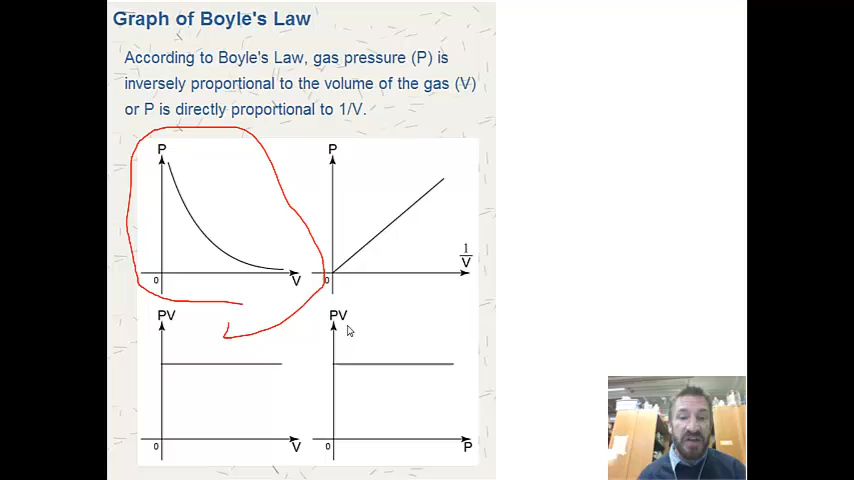 Graph of Boyle's Law
According to Boyle's Law, gas pressure (P) is
inversely proportional to the volume of the gas (V)
or P is directly proportional to 1/V.
P
0
V
P
0
1
V
PV
0
V
PV
0
P